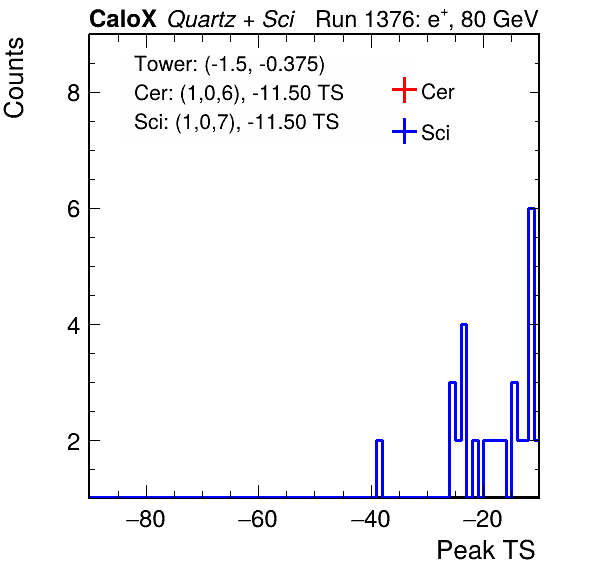 CaloX Quartz + Sci Run 1376: e⁺, 80 GeV
Tower: (-1.5, -0.375)
Cer: (1,0,6), -11.50 TS
Sci: (1,0,7), -11.50 TS
Cer
Sci
Counts
8
6
4
2
−80 −60 −40 −20
Peak TS